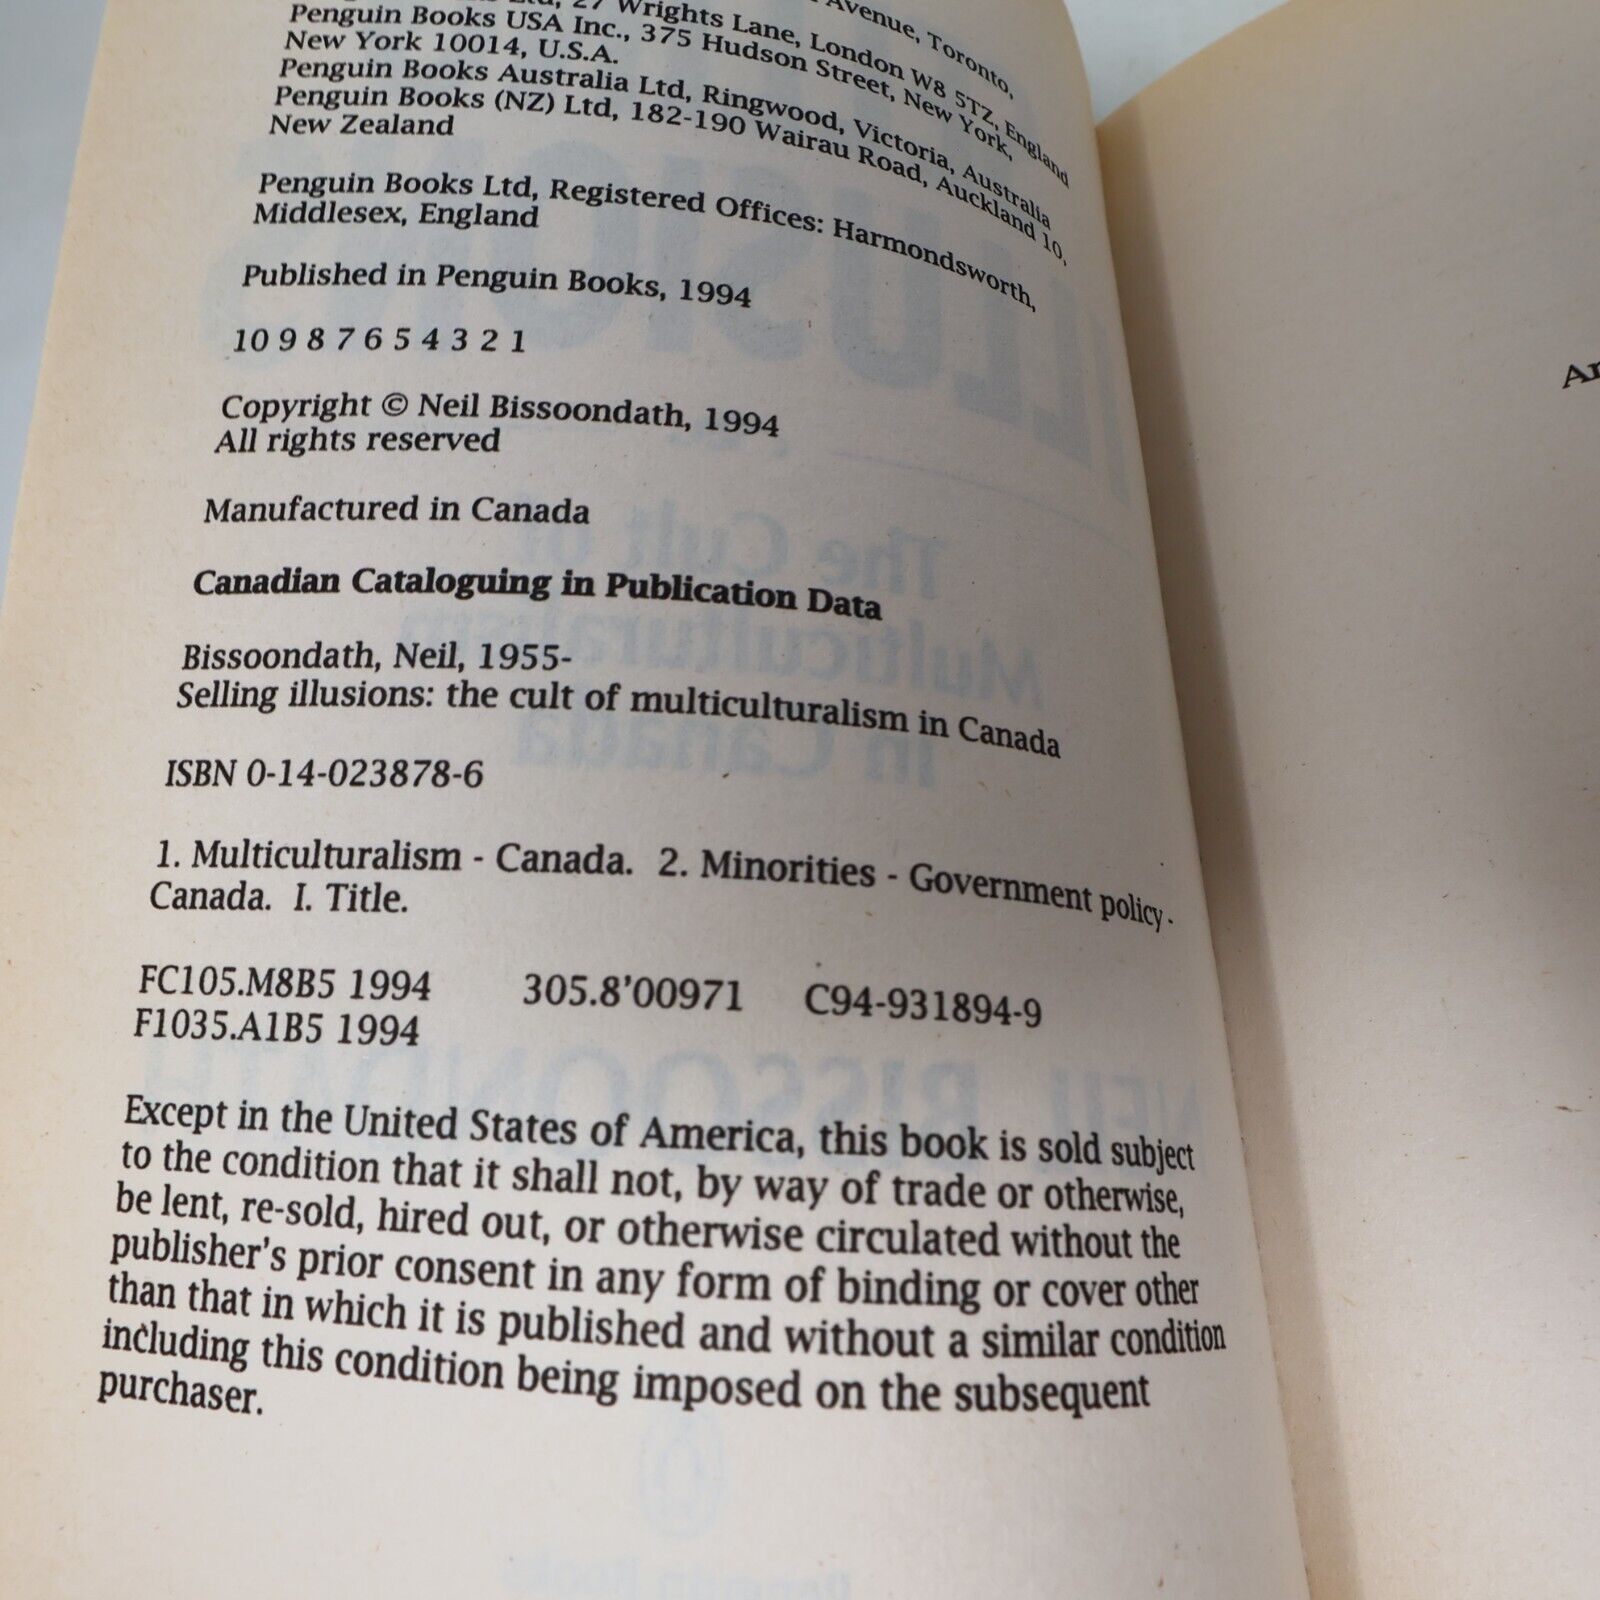 Avenue, Toronto,
Ltd, 27 Wrights Lane, London W8 5TZ, England
Penguin Books USA Inc., 375 Hudson Street, New York,
New York 10014, U.S.A.
Penguin Books Australia Ltd, Ringwood, Victoria, Australia
Penguin Books (NZ) Ltd, 182-190 Wairau Road, Auckland 10,
New Zealand
Penguin Books Ltd, Registered Offices: Harmondsworth,
Middlesex, England
Published in Penguin Books, 1994
10 9 8 7 6 5 4 3 2 1
Copyright © Neil Bissoondath, 1994
All rights reserved
Manufactured in Canada
Canadian Cataloguing in Publication Data
Bissoondath, Neil, 1955-
Selling illusions: the cult of multiculturalism in Canada
ISBN 0-14-023878-6
1. Multiculturalism - Canada. 2. Minorities - Government policy -
Canada. I. Title.
FC105.M8B5 1994 305.8'00971 C94-931894-9
F1035.A1B5 1994
Except in the United States of America, this book is sold subject
to the condition that it shall not, by way of trade or otherwise,
be lent, re-sold, hired out, or otherwise circulated without the
publisher's prior consent in any form of binding or cover other
than that in which it is published and without a similar condition
including this condition being imposed on the subsequent
purchaser.